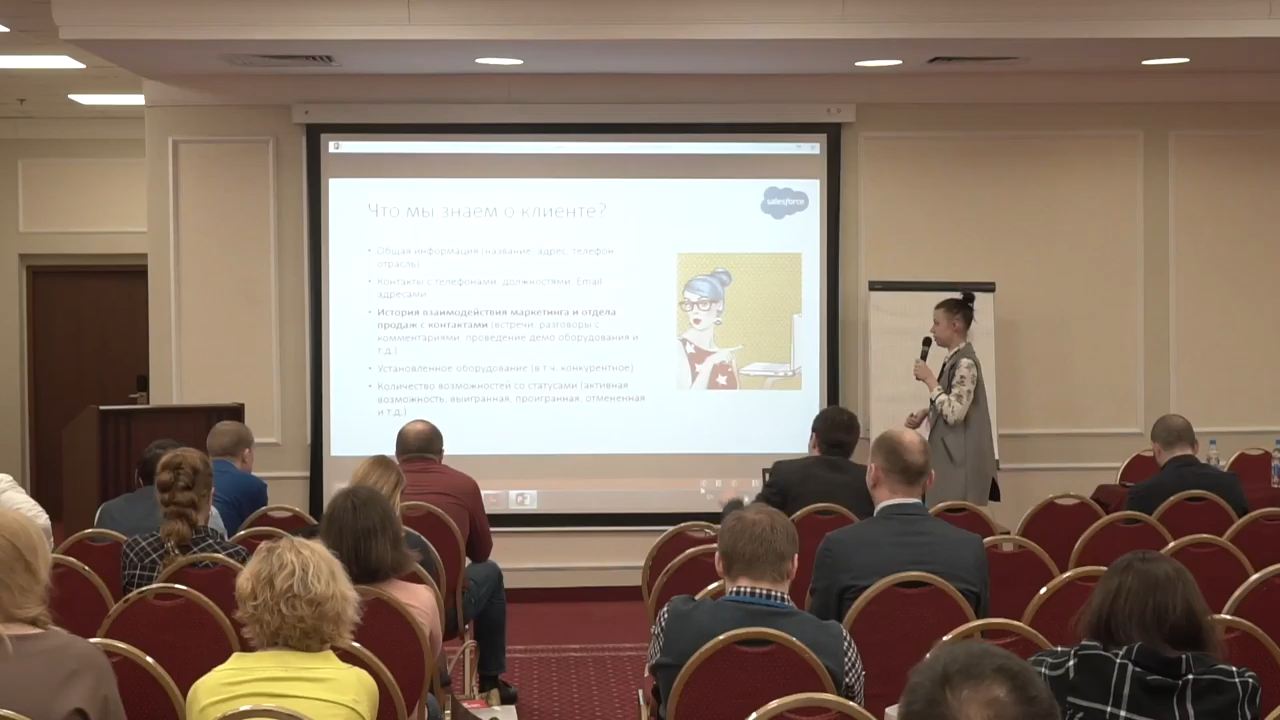 Что мы знаем о клиенте?
salesforce
• Общая информация (название, адрес, телефон,
отрасль)
• Контакты с телефонами, должностями, Email
адресами
• История взаимодействия маркетинга и отдела
продаж с контактами (встречи, разговоры с
комментариями, проведение демо оборудования и
т.д.)
• Установленное оборудование (в т.ч. конкурентное)
• Количество возможностей со статусами (активная
возможность, выигранная, проигранная, отмененная
и т.д.)